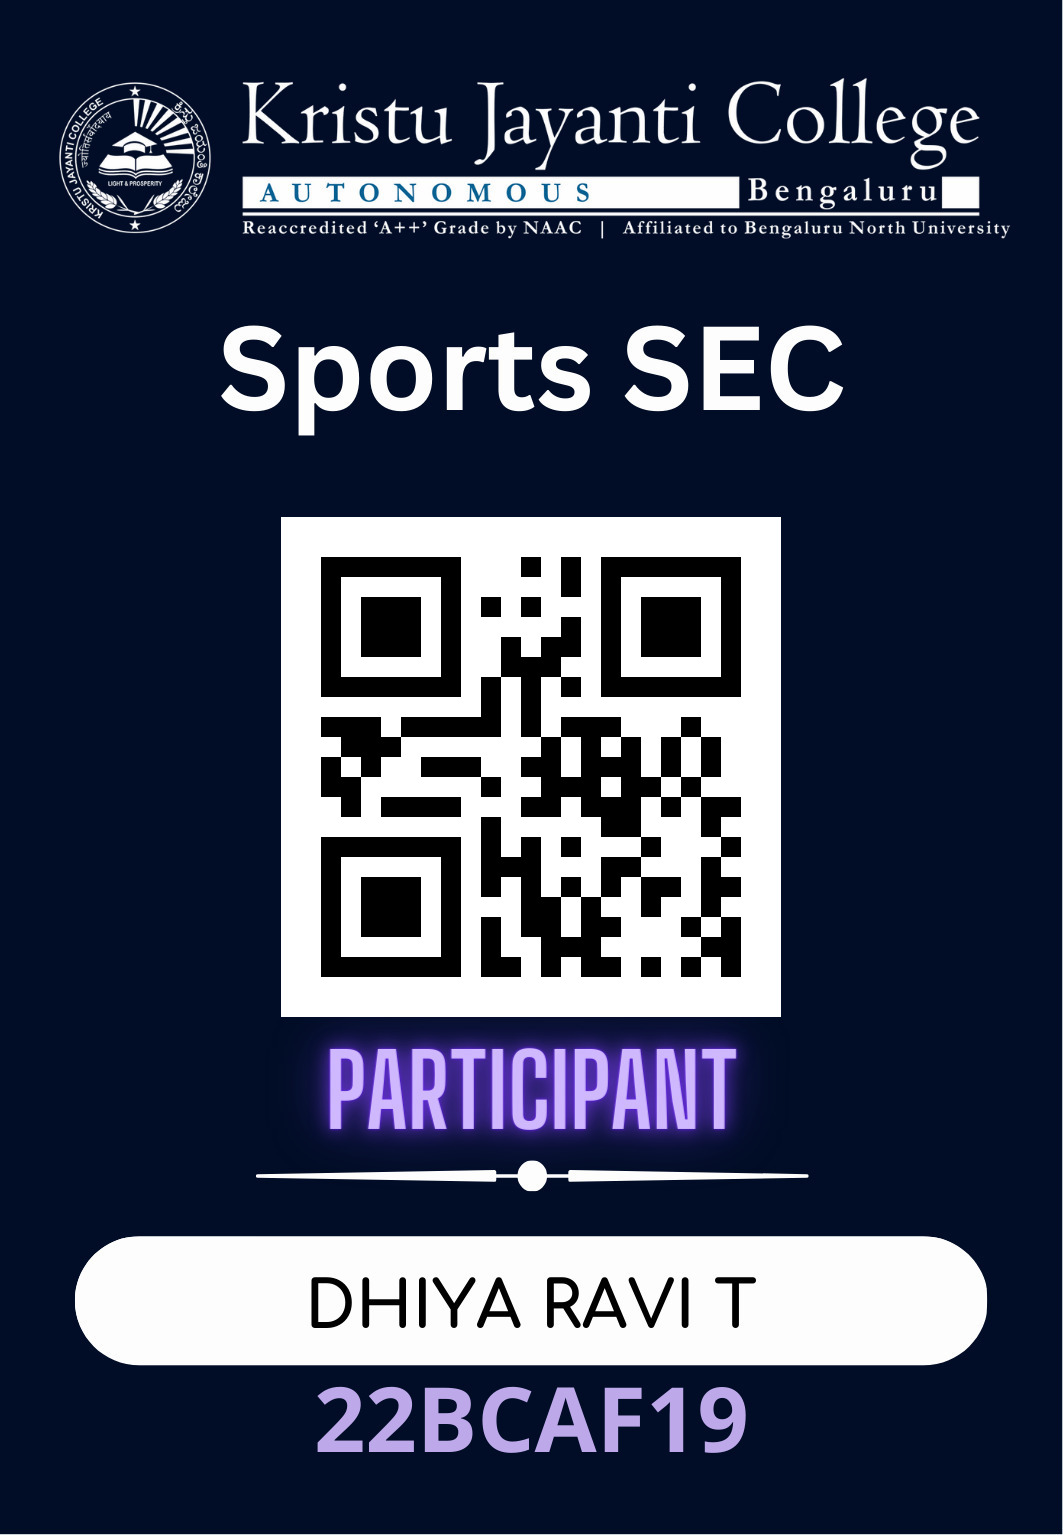 KRISTU JAYANTI COLLEGE
ಕ್ರಿಸ್ತು ಜಯಂತಿ ಕಾಲೇಜು
LIGHT & PROSPERITY
Kristu Jayanti College
AUTONOMOUS Bengaluru
Reaccredited ‘A++’ Grade by NAAC | Affiliated to Bengaluru North University
Sports SEC
PARTICIPANT
DHIYA RAVI T
22BCAF19